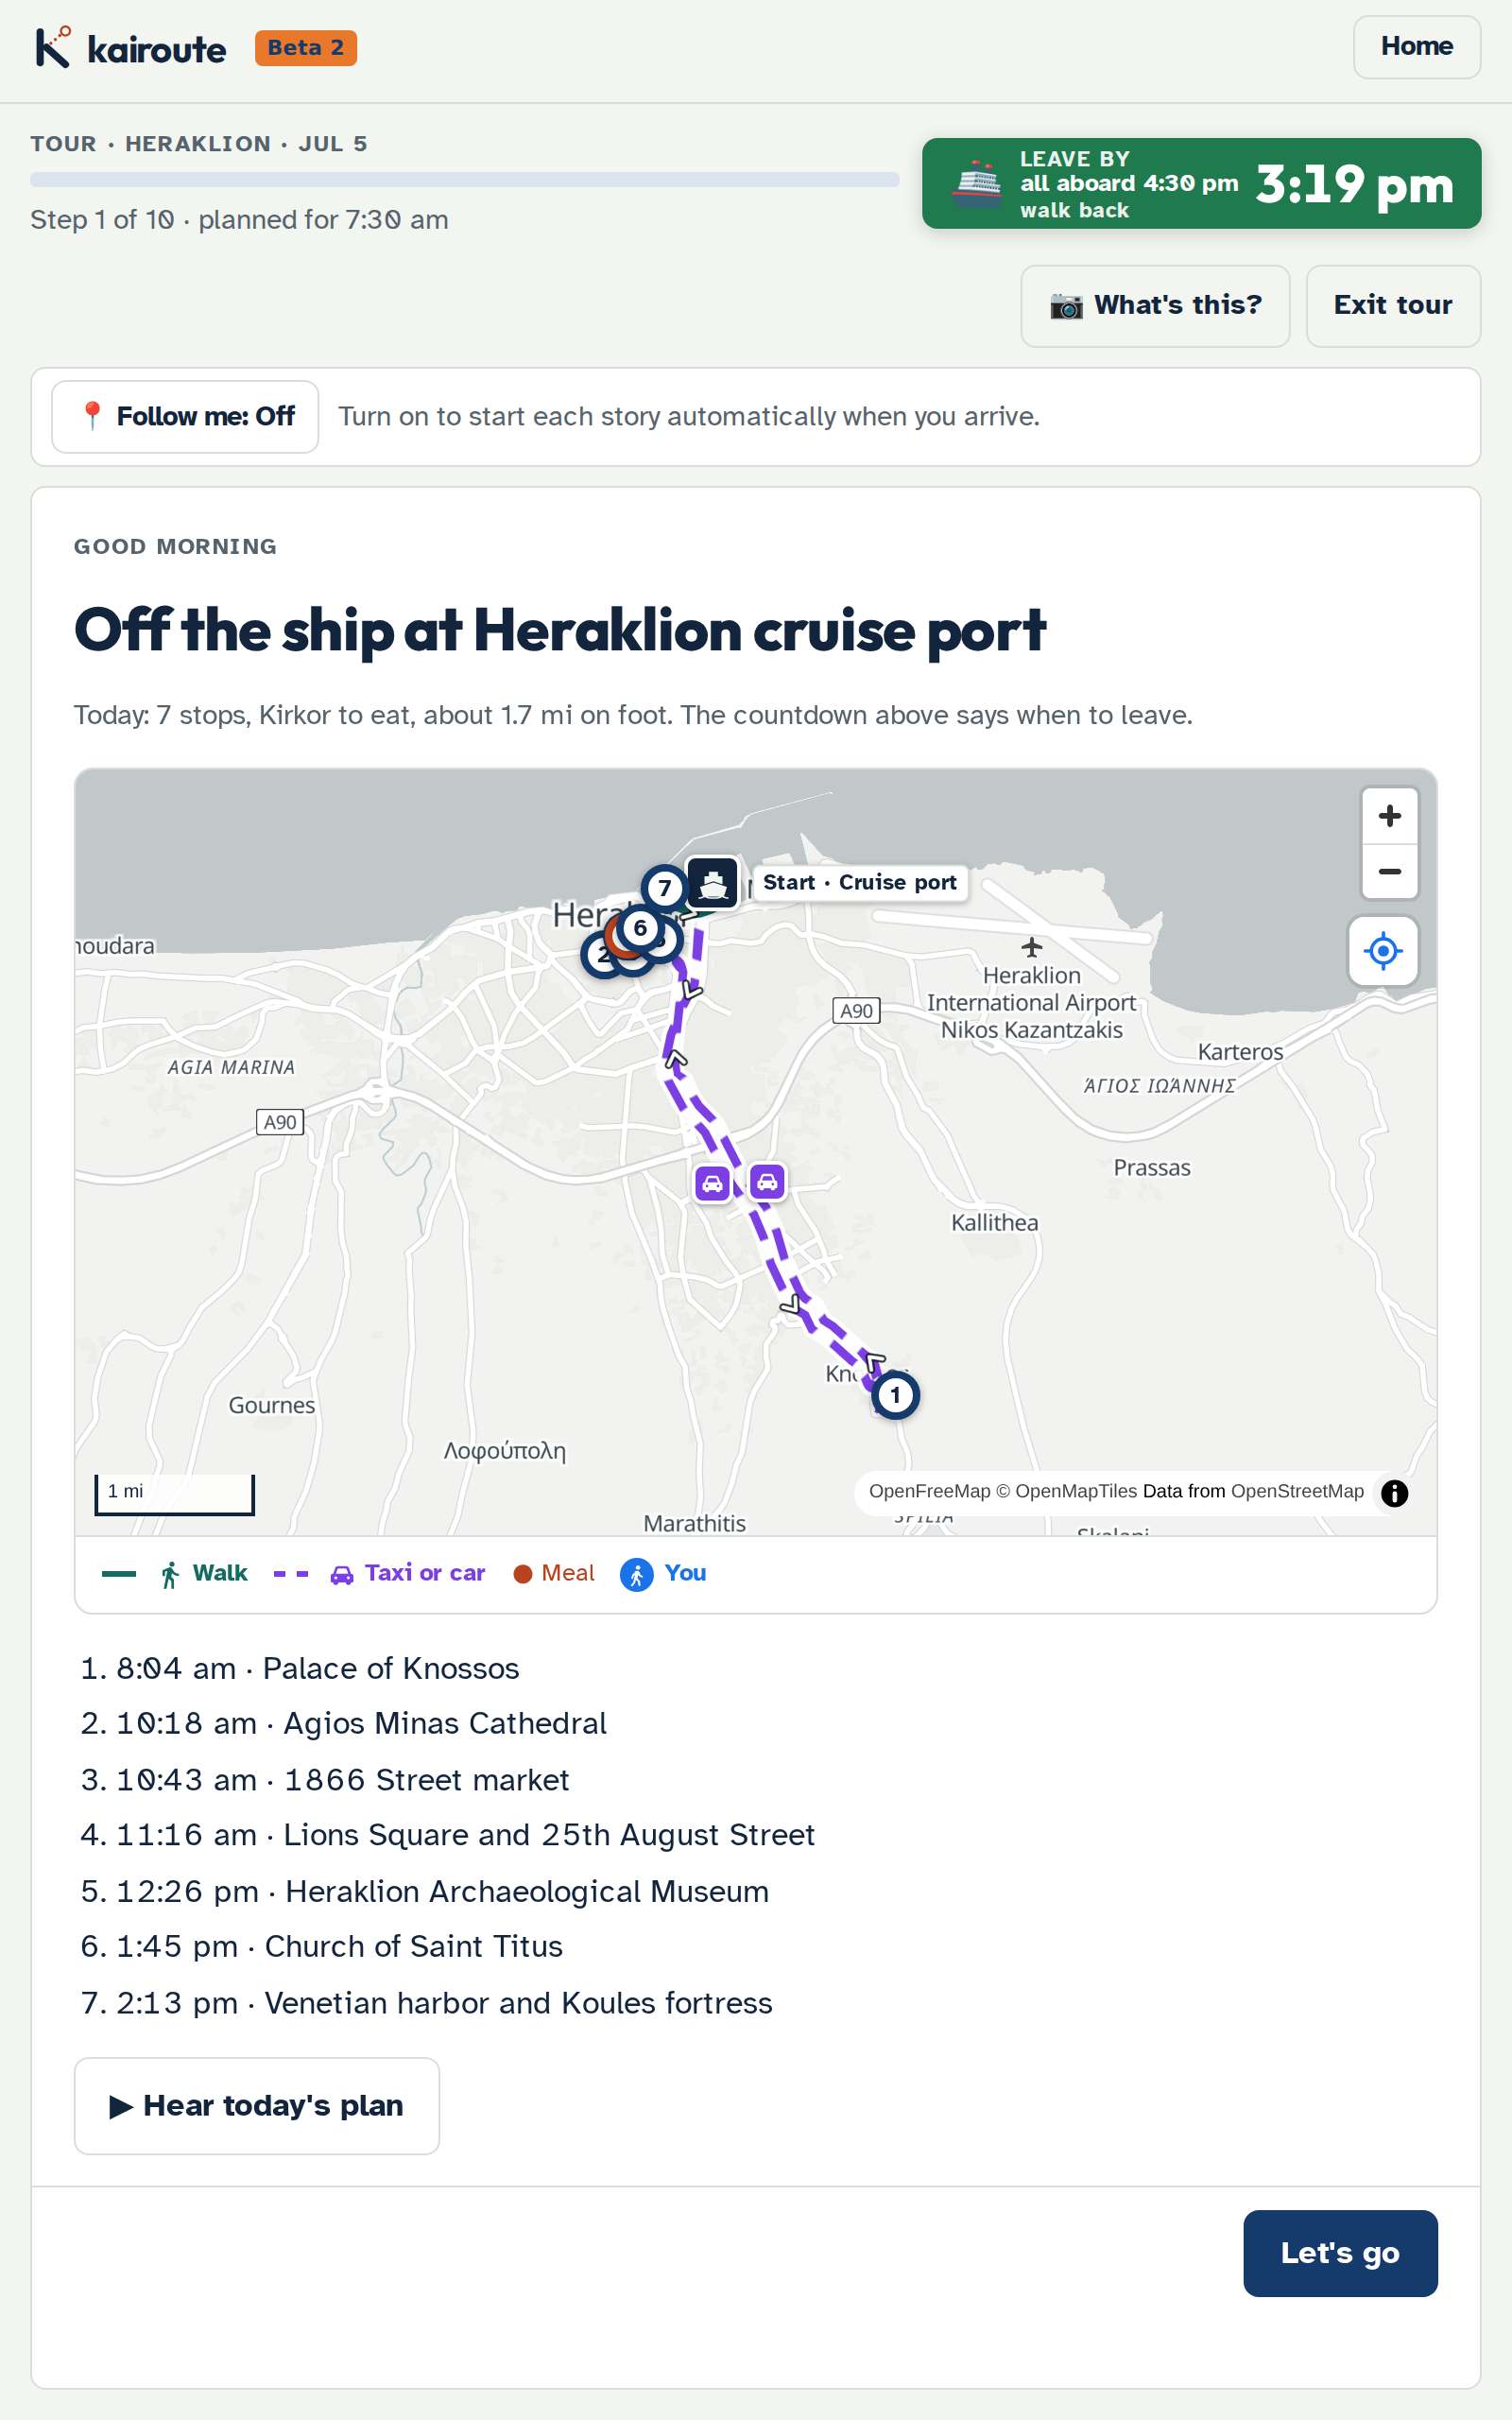 kairoute
Beta 2
Home
TOUR · HERAKLION · JUL 5
Step 1 of 10 · planned for 7:30 am
LEAVE BY
all aboard 4:30 pm
walk back
3:19 pm
What's this?
Exit tour
Follow me: Off
Turn on to start each story automatically when you arrive.
GOOD MORNING
Off the ship at Heraklion cruise port
Today: 7 stops, Kirkor to eat, about 1.7 mi on foot. The countdown above says when to leave.
+
−
7
Start · Cruise port
6
2
Heraklion
International Airport
Nikos Kazantzakis
A90
Karteros
AGIA MARINA
ΆΓΙΟΣ ΙΩΆΝΝΗΣ
A90
Prassas
Kallithea
1
Gournes
Λοφούπολη
1 mi
OpenFreeMap © OpenMapTiles Data from OpenStreetMap
Marathitis
Walk
Taxi or car
Meal
You
1. 8:04 am · Palace of Knossos
2. 10:18 am · Agios Minas Cathedral
3. 10:43 am · 1866 Street market
4. 11:16 am · Lions Square and 25th August Street
5. 12:26 pm · Heraklion Archaeological Museum
6. 1:45 pm · Church of Saint Titus
7. 2:13 pm · Venetian harbor and Koules fortress
▶ Hear today's plan
Let's go